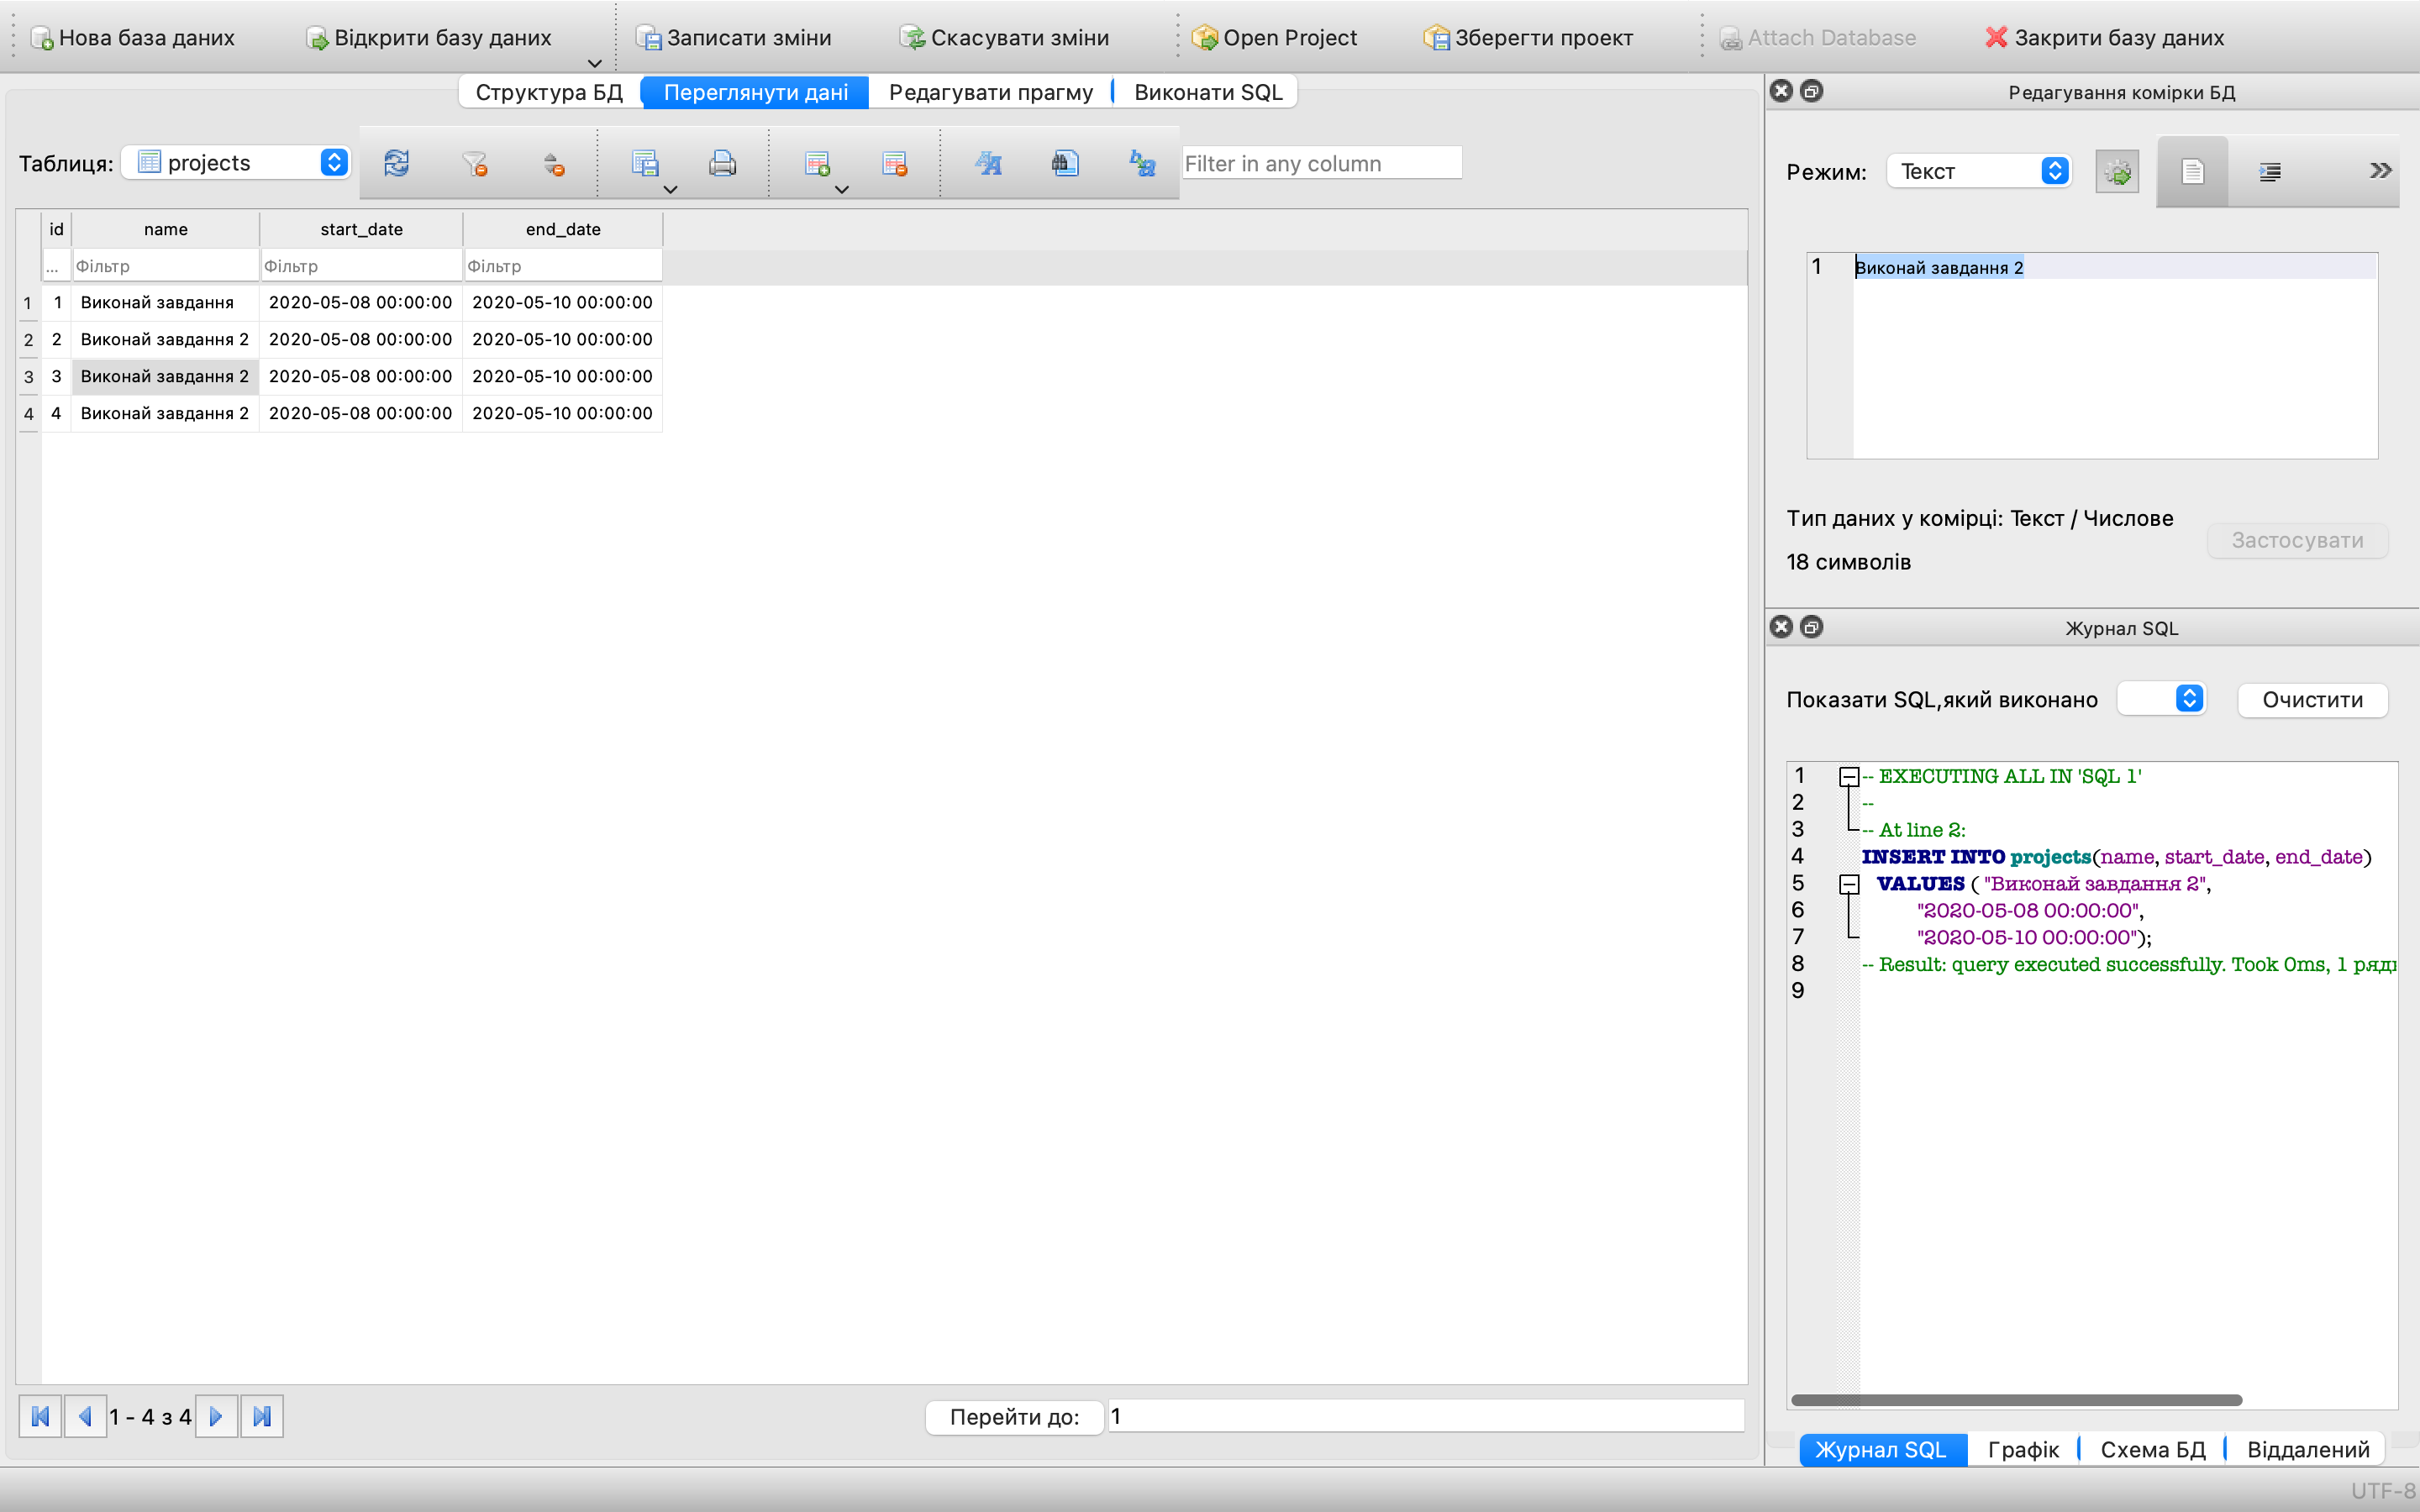 Нова база даних Відкрити базу даних Записати зміни Скасувати зміни Open Project Зберегти проект Attach Database Закрити базу даних
Структура БД Переглянути дані Редагувати прагму Виконати SQL
Таблиця: projects Filter in any column
id name start_date end_date
... Фільтр Фільтр Фільтр
1 1 Виконай завдання 2020-05-08 00:00:00 2020-05-10 00:00:00
2 2 Виконай завдання 2 2020-05-08 00:00:00 2020-05-10 00:00:00
3 3 Виконай завдання 2 2020-05-08 00:00:00 2020-05-10 00:00:00
4 4 Виконай завдання 2 2020-05-08 00:00:00 2020-05-10 00:00:00
1 - 4 з 4 Перейти до: 1
Редагування комірки БД
Режим: Текст
1 Виконай завдання 2
Тип даних у комірці: Текст / Числове
Застосувати
18 символів
Журнал SQL
Показати SQL,який виконано Очистити
1 -- EXECUTING ALL IN 'SQL 1'
2 --
3 -- At line 2:
4 INSERT INTO projects(name, start_date, end_date)
5 VALUES ( "Виконай завдання 2",
6 "2020-05-08 00:00:00",
7 "2020-05-10 00:00:00");
8 -- Result: query executed successfully. Took 0ms, 1
9
Журнал SQL Графік Схема БД Віддалений
UTF-8